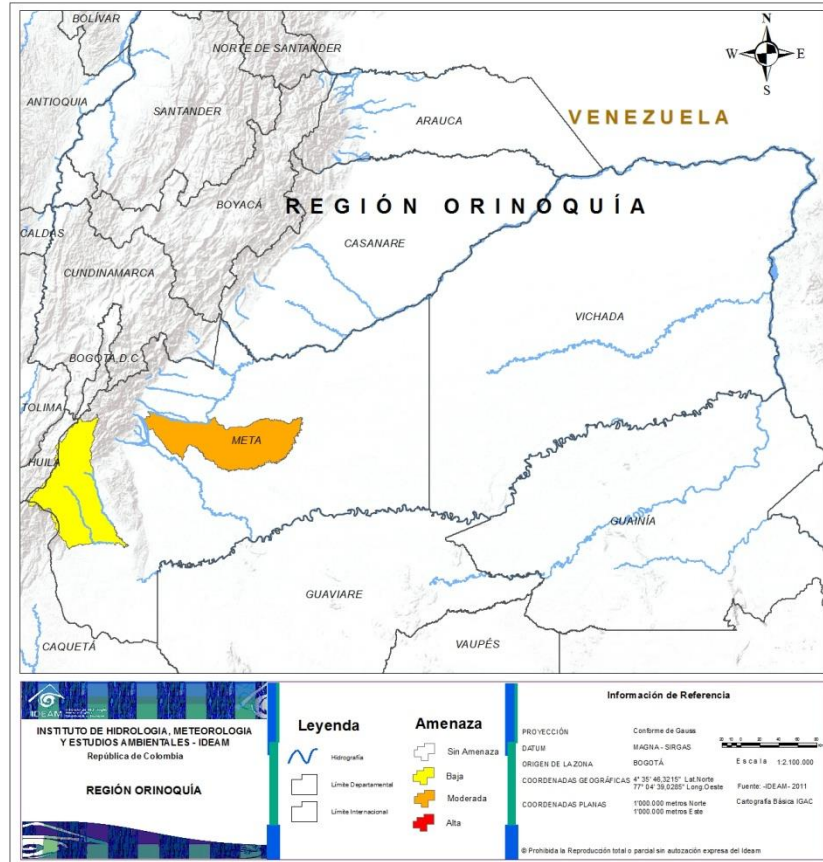 BOLÍVAR
NORTE DE SANTANDER
N
W E
S
ANTIOQUIA
SANTANDER
ARAUCA
VENEZUELA
BOYACÁ
REGIÓN ORINOQUÍA
CALDAS
CASANARE
CUNDINAMARCA
VICHADA
BOGOTA,D.C
TOLIMA
META
HUILA
GUAINÍA
GUAVIARE
CAQUETÁ
VAUPÉS
IDEAM
INSTITUTO DE HIDROLOGIA, METEOROLOGIA
Y ESTUDIOS AMBIENTALES - IDEAM
República de Colombia
REGIÓN ORINOQUÍA
Leyenda
Hidrografía
Límite Departamental
Límite Internacional
Amenaza
Sin Amenaza
Baja
Moderada
Alta
Información de Referencia
PROYECCIÓN Conforme de Gauss
DATUM MAGNA - SIRGAS
ORIGEN DE LA ZONA BOGOTÁ Escala 1:2.100.000
COORDENADAS GEOGRÁFICAS 4° 35' 46,3215" Lat.Norte
77° 04' 39,0285" Long.Oeste
Fuente: -IDEAM- 2011
COORDENADAS PLANAS 1'000.000 metros Norte
1'000.000 metros Este
Cartografía Básica IGAC
© Prohibida la Reproducción total o parcial sin autozación expresa del Ideam